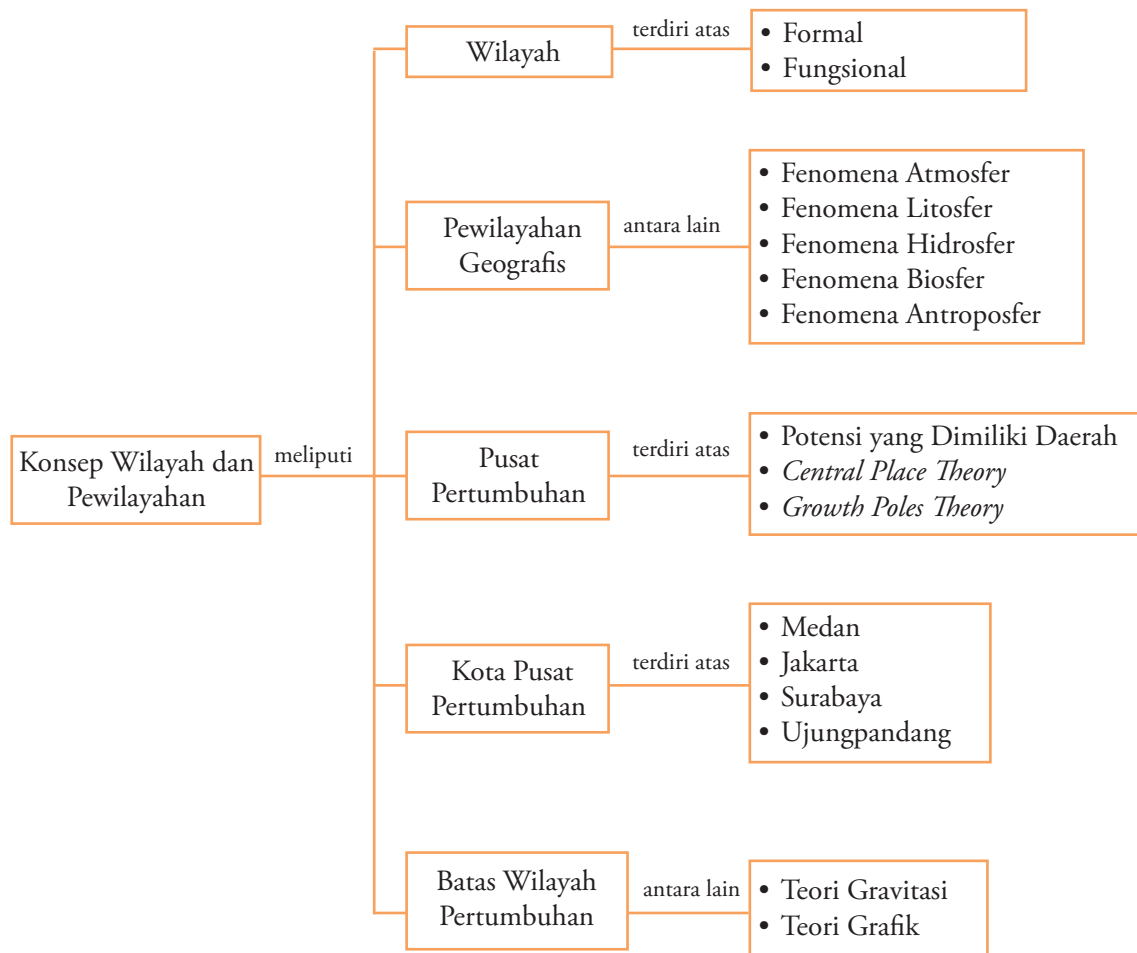 Konsep Wilayah dan
Pewilayahan
meliputi
Wilayah
terdiri atas
• Formal
• Fungsional
Pewilayahan
Geografis
antara lain
• Fenomena Atmosfer
• Fenomena Litosfer
• Fenomena Hidrosfer
• Fenomena Biosfer
• Fenomena Antroposfer
Pusat
Pertumbuhan
terdiri atas
• Potensi yang Dimiliki Daerah
• Central Place Theory
• Growth Poles Theory
Kota Pusat
Pertumbuhan
terdiri atas
• Medan
• Jakarta
• Surabaya
• Ujungpandang
Batas Wilayah
Pertumbuhan
antara lain
• Teori Gravitasi
• Teori Grafik